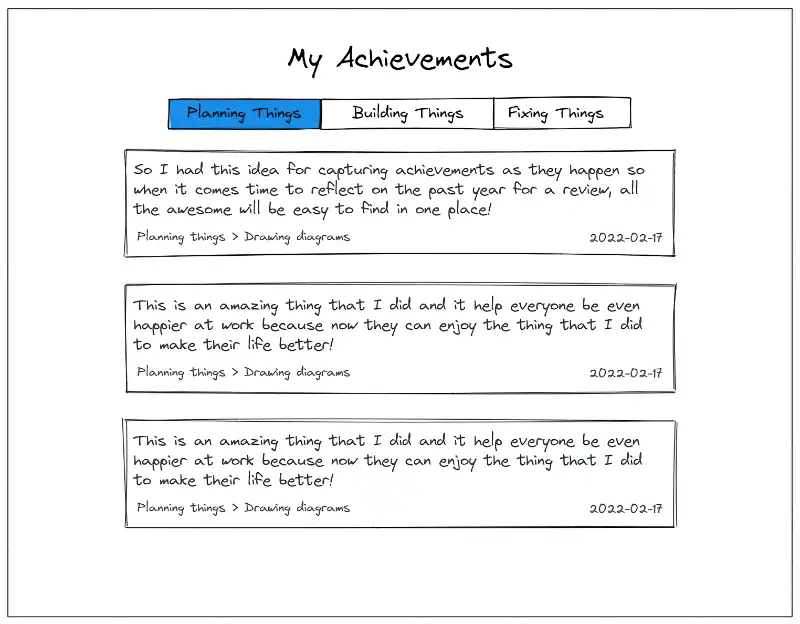 My Achievements
Planning Things Building Things Fixing Things
So I had this idea for capturing achievements as they happen so
when it comes time to reflect on the past year for a review, all
the awesome will be easy to find in one place!
Planning things > Drawing diagrams 2022-02-17
This is an amazing thing that I did and it help everyone be even
happier at work because now they can enjoy the thing that I did
to make their life better!
Planning things > Drawing diagrams 2022-02-17
This is an amazing thing that I did and it help everyone be even
happier at work because now they can enjoy the thing that I did
to make their life better!
Planning things > Drawing diagrams 2022-02-17